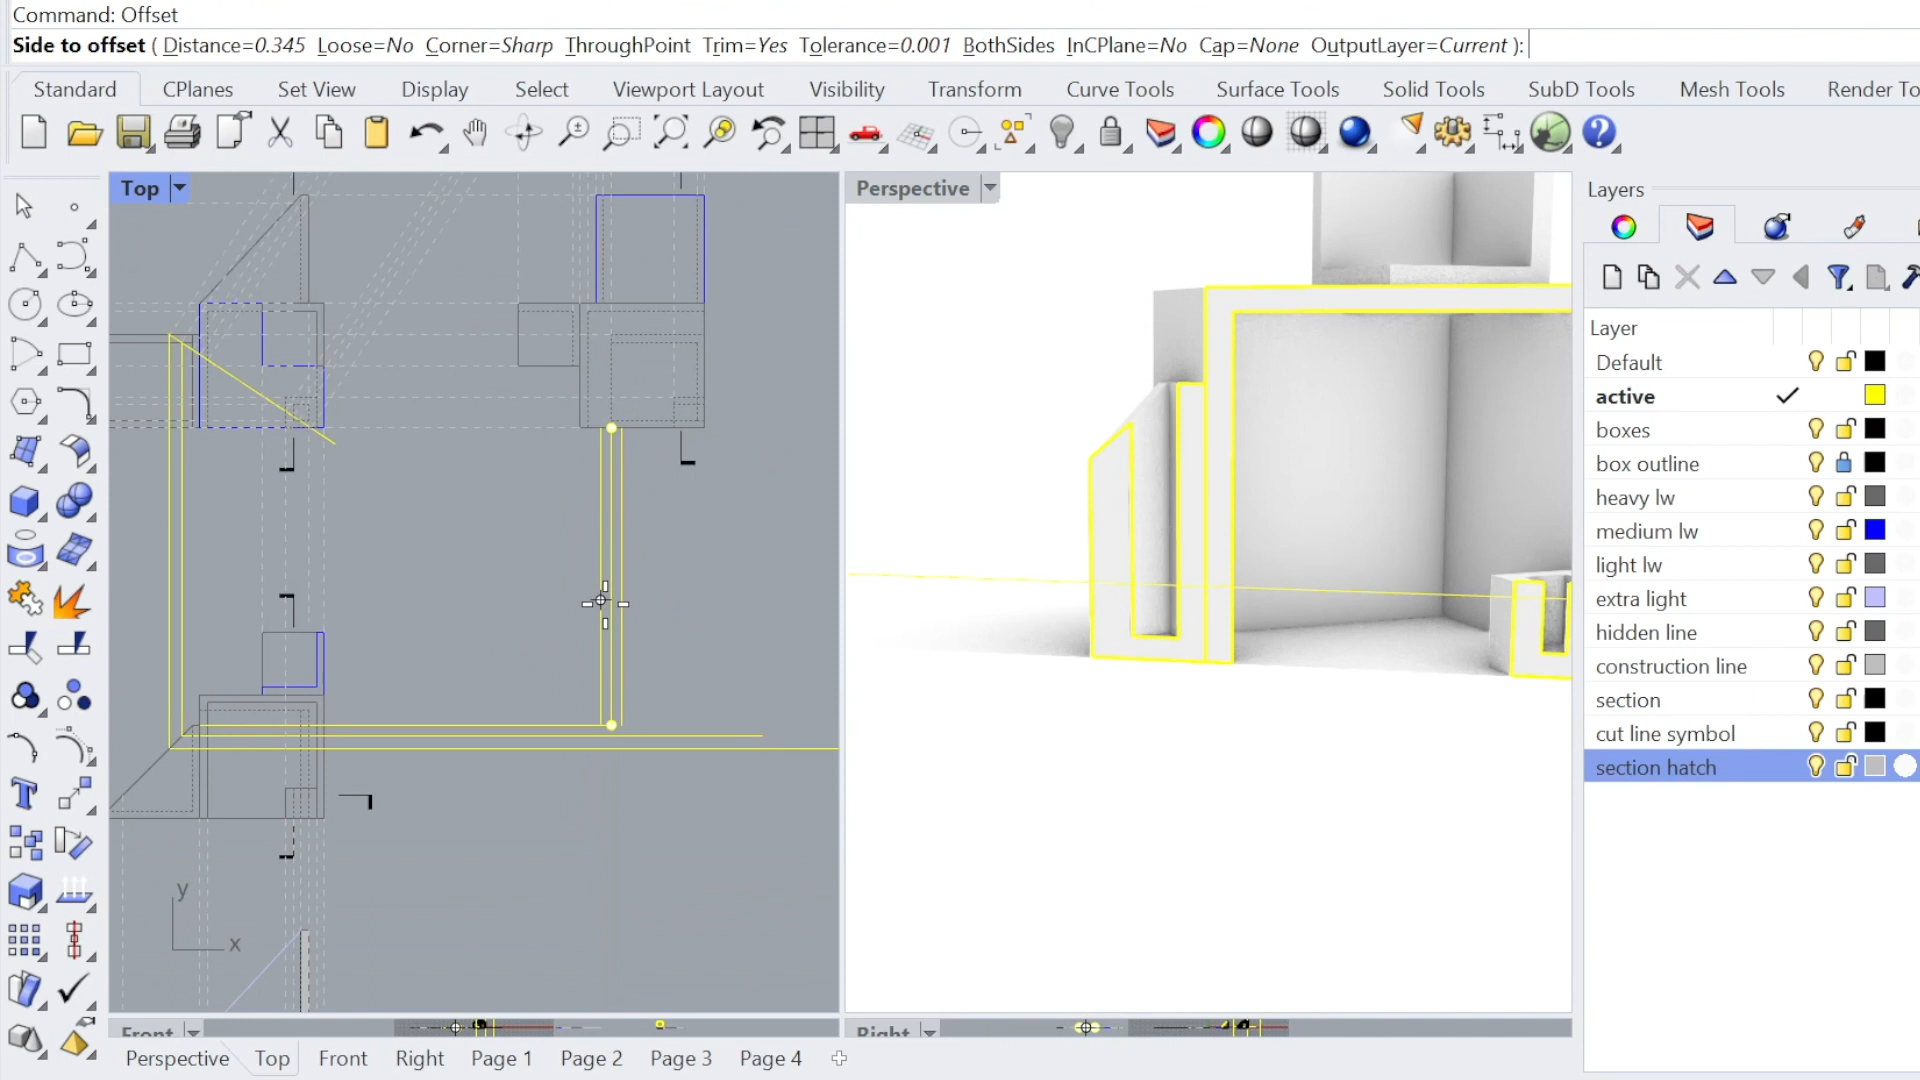 Command: Offset
Side to offset ( Distance=0.345 Loose=No Corner=Sharp ThroughPoint Trim=Yes Tolerance=0.001 BothSides InCPlane=No Cap=None OutputLayer=Current ):
Standard CPlanes Set View Display Select Viewport Layout Visibility Transform Curve Tools Surface Tools Solid Tools SubD Tools Mesh Tools Render To
Top
Perspective
Layers
Layer
Default
active
boxes
box outline
heavy lw
medium lw
light lw
extra light
hidden line
construction line
section
cut line symbol
section hatch
y
x
Front
Right
Perspective Top Front Right Page 1 Page 2 Page 3 Page 4